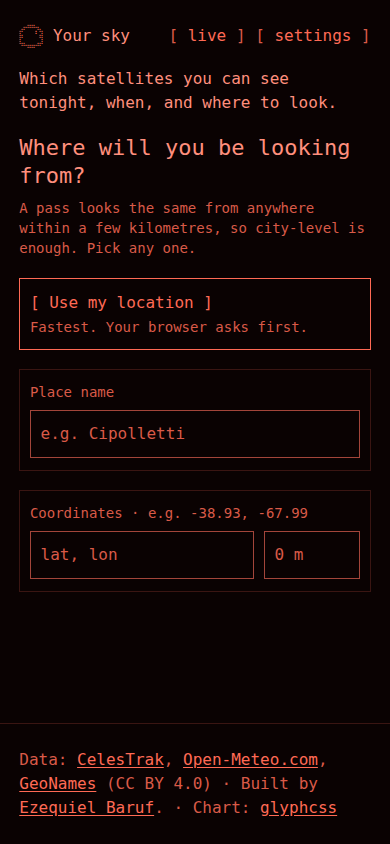 Your sky [ live ] [ settings ]
Which satellites you can see
tonight, when, and where to look.
Where will you be looking
from?
A pass looks the same from anywhere
within a few kilometres, so city-level is
enough. Pick any one.
[ Use my location ]
Fastest. Your browser asks first.
Place name
e.g. Cipolletti
Coordinates · e.g. -38.93, -67.99
lat, lon 0 m
Data: CelesTrak, Open-Meteo.com,
GeoNames (CC BY 4.0) · Built by
Ezequiel Baruf. · Chart: glyphcss